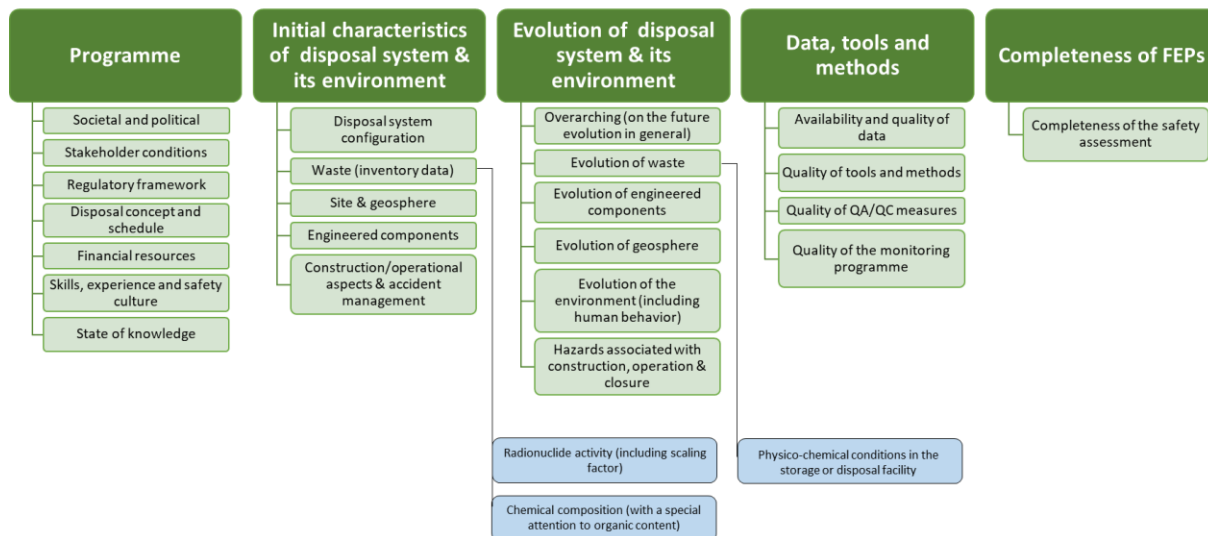 Programme
Societal and political
Stakeholder conditions
Regulatory framework
Disposal concept and
schedule
Financial resources
Skills, experience and safety
culture
State of knowledge
Initial characteristics
of disposal system &
its environment
Disposal system
configuration
Waste (inventory data)
Site & geosphere
Engineered components
Construction/operational
aspects & accident
management
Evolution of disposal
system & its
environment
Overarching (on the future
evolution in general)
Evolution of waste
Evolution of engineered
components
Evolution of geosphere
Evolution of the
environment (including
human behavior)
Hazards associated with
construction, operation &
closure
Data, tools and
methods
Availability and quality of
data
Quality of tools and methods
Quality of QA/QC measures
Quality of the monitoring
programme
Completeness of FEPs
Completeness of the safety
assessment
Radionuclide activity (including scaling
factor)
Chemical composition (with a special
attention to organic content)
Physico-chemical conditions in the
storage or disposal facility